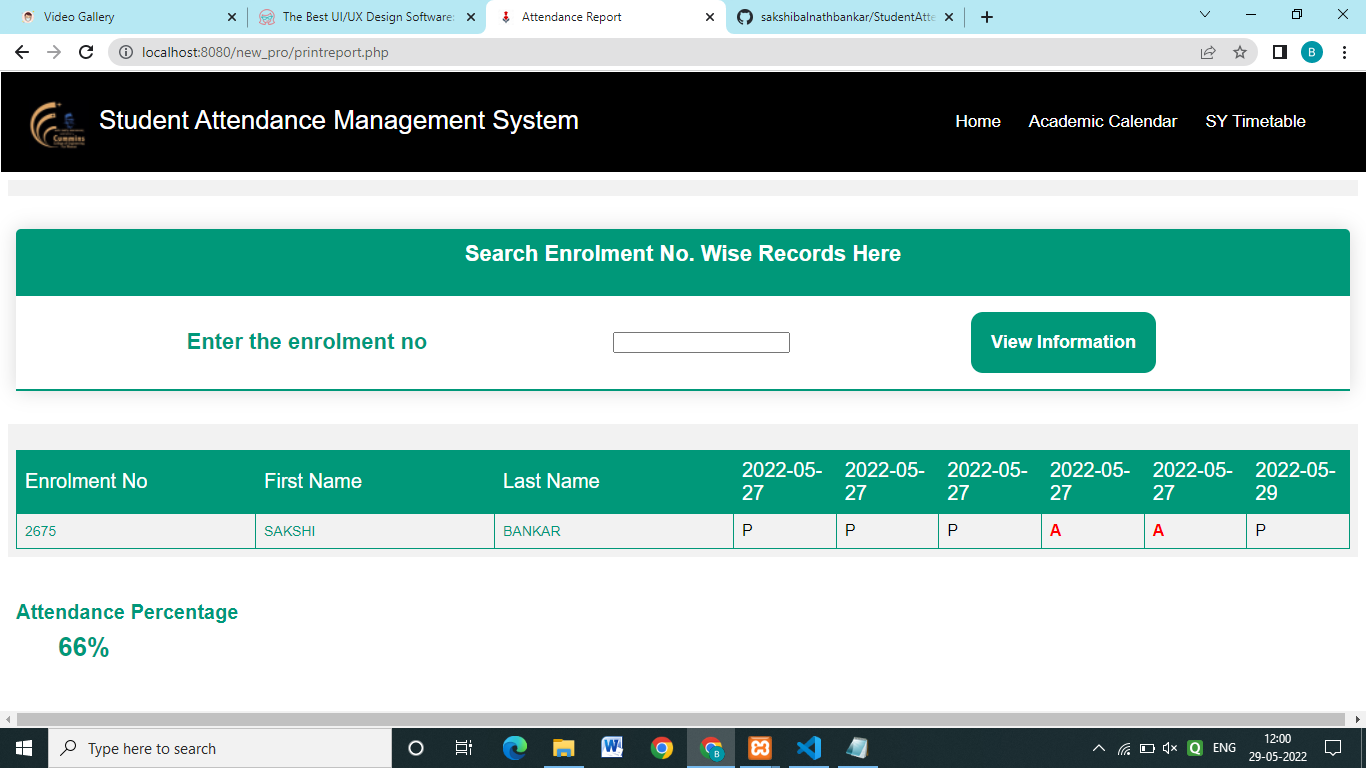 Video Gallery
The Best UI/UX Design Software:
Attendance Report
sakshibalnathbankar/StudentAtte
localhost:8080/new_pro/printreport.php
B
Cummins
Student Attendance Management System
Home
Academic Calendar
SY Timetable
Search Enrolment No. Wise Records Here
Enter the enrolment no
View Information
Enrolment No First Name Last Name 2022-05-27 2022-05-27 2022-05-27 2022-05-27 2022-05-27 2022-05-29
2675 SAKSHI BANKAR P P P A A P
Attendance Percentage
66%
Type here to search
B
ENG
12:00
29-05-2022